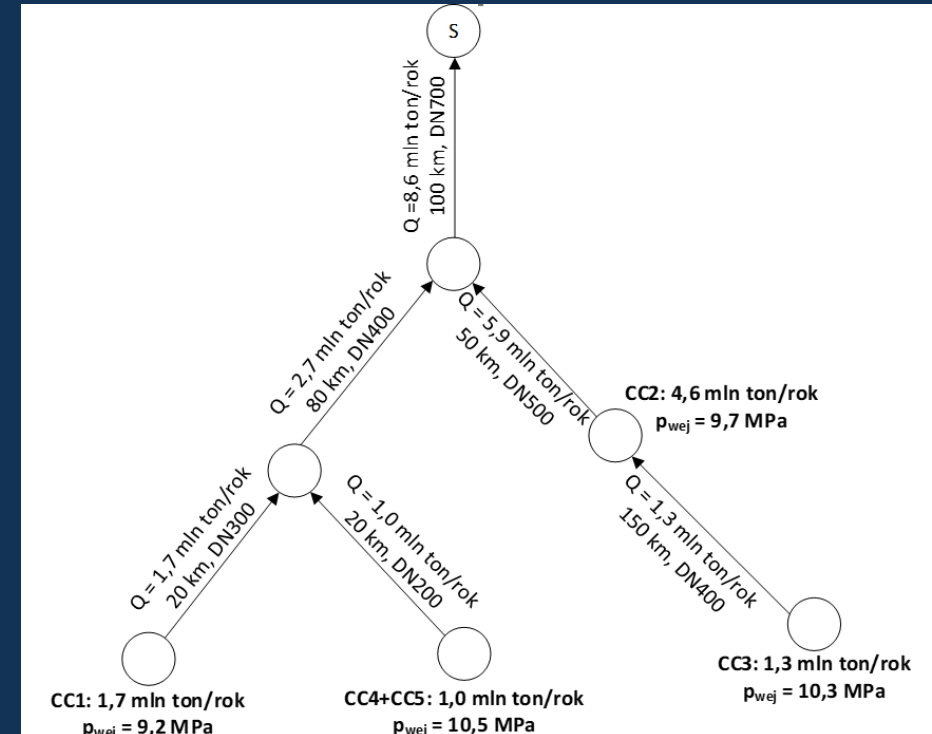 S
Q =8,6 mln ton/rok
100 km, DN700
Q = 2,7 mln ton/rok
80 km, DN400
Q = 5,9 mln ton/rok
50 km, DN500
CC2: 4,6 mln ton/rok
pwej = 9,7 MPa
Q = 1,7 mln ton/rok
20 km, DN300
Q = 1,0 mln ton/rok
20 km, DN200
Q = 1,3 mln ton/rok
150 km, DN400
CC1: 1,7 mln ton/rok
pwej = 9,2 MPa
CC4+CC5: 1,0 mln ton/rok
pwej = 10,5 MPa
CC3: 1,3 mln ton/rok
pwej = 10,3 MPa